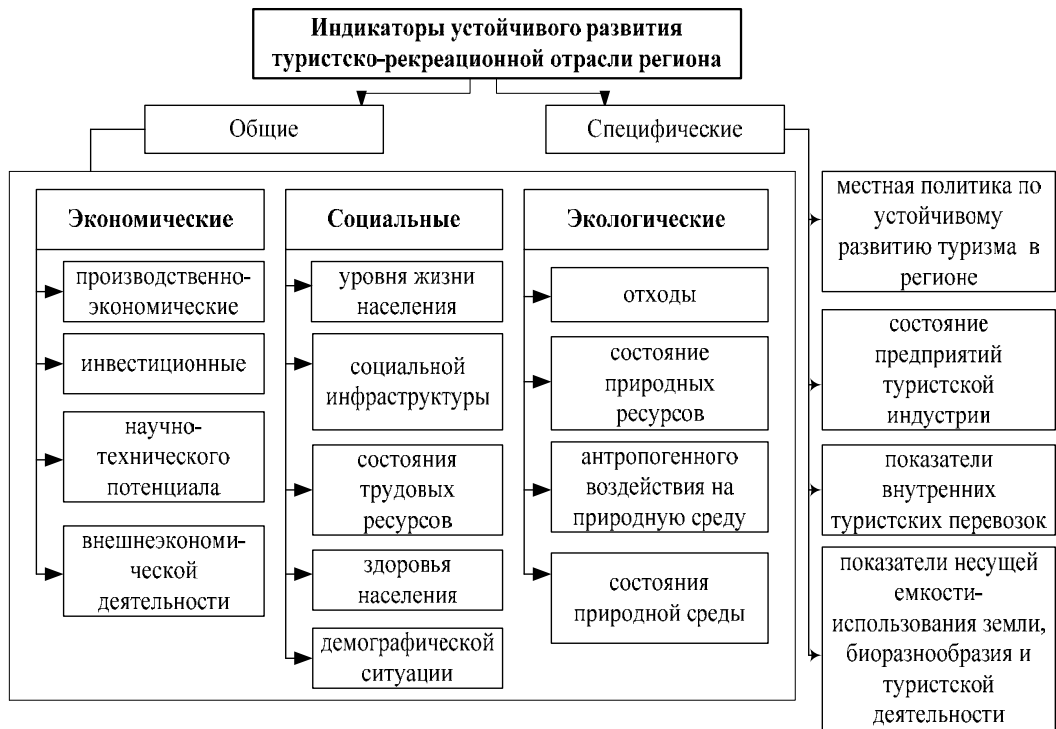 Индикаторы устойчивого развития
туристско-рекреационной отрасли региона
Общие
Специфические
Экономические
производственно-
экономические
инвестиционные
научно-
технического
потенциала
внешнеэкономи-
ческой
деятельности
Социальные
уровня жизни
населения
социальной
инфраструктуры
состояния
трудовых
ресурсов
здоровья
населения
демографической
ситуации
Экологические
отходы
состояние
природных
ресурсов
антропогенного
воздействия на
природную среду
состояния
природной среды
местная политика по
устойчивому
развитию туризма в
регионе
состояние
предприятий
туристской
индустрии
показатели
внутренних
туристских перевозок
показатели несущей
емкости-
использования земли,
биоразнообразия и
туристской
деятельности